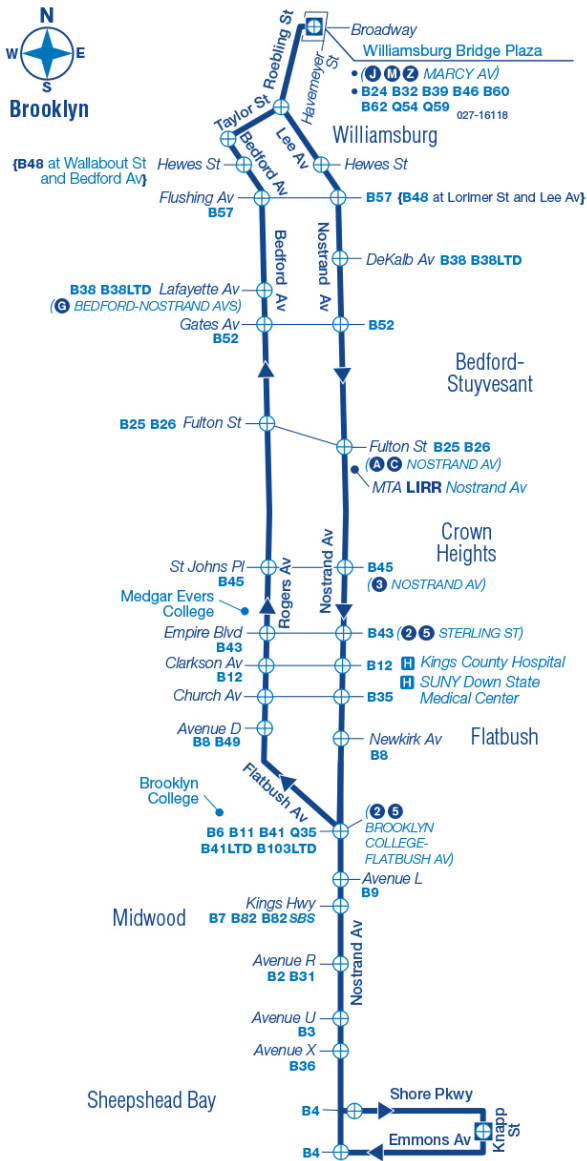 N
W E
S
Brooklyn
Roebling St
Broadway
Williamsburg Bridge Plaza
Havemeyer St
(J M Z MARCY AV)
B24 B32 B39 B46 B60
B62 Q54 Q59
027-16118
Taylor St
Williamsburg
Lee Av
Bedford Av
{B48 at Wallabout St
and Bedford Av}
Hewes St
Hewes St
Flushing Av
B57
B57 {B48 at Lorimer St and Lee Av}
Bedford Av
Nostrand Av
DeKalb Av B38 B38LTD
B38 B38LTD Lafayette Av
(G BEDFORD-NOSTRAND AVS)
Gates Av
B52
B52
Bedford-
Stuyvesant
B25 B26 Fulton St
Fulton St B25 B26
(A C NOSTRAND AV)
MTA LIRR Nostrand Av
Crown
Heights
Nostrand Av
Rogers Av
St Johns Pl
B45
B45
(3 NOSTRAND AV)
Medgar Evers
College
Empire Blvd
B43
B43 (2 5 STERLING ST)
Clarkson Av
B12
B12
H Kings County Hospital
H SUNY Down State
Medical Center
Church Av
B35
Avenue D
B8 B49
Newkirk Av
B8
Flatbush
Flatbush Av
Brooklyn
College
B6 B11 B41 Q35
B41LTD B103LTD
(2 5
BROOKLYN
COLLEGE-
FLATBUSH AV)
Avenue L
B9
Kings Hwy
B7 B82 B82SBS
Midwood
Nostrand Av
Avenue R
B2 B31
Avenue U
B3
Avenue X
B36
Sheepshead Bay
Shore Pkwy
B4
Knapp St
Emmons Av
B4